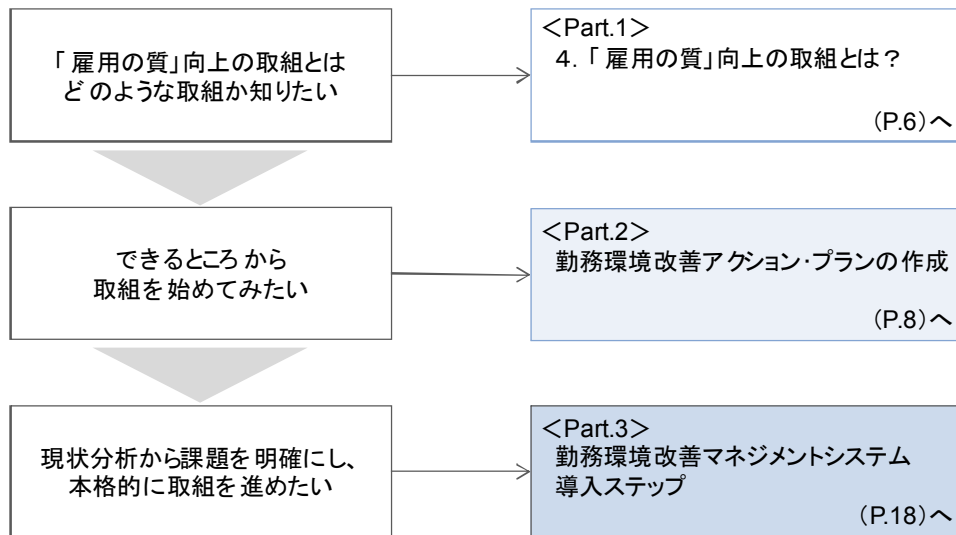 「雇用の質」向上の取組とは
どのような取組か知りたい
<Part.1>
4.「雇用の質」向上の取組とは?
(P.6)へ
できるところから
取組を始めてみたい
<Part.2>
勤務環境改善アクション・プランの作成
(P.8)へ
現状分析から課題を明確にし、
本格的に取組を進めたい
<Part.3>
勤務環境改善マネジメントシステム
導入ステップ
(P.18)へ